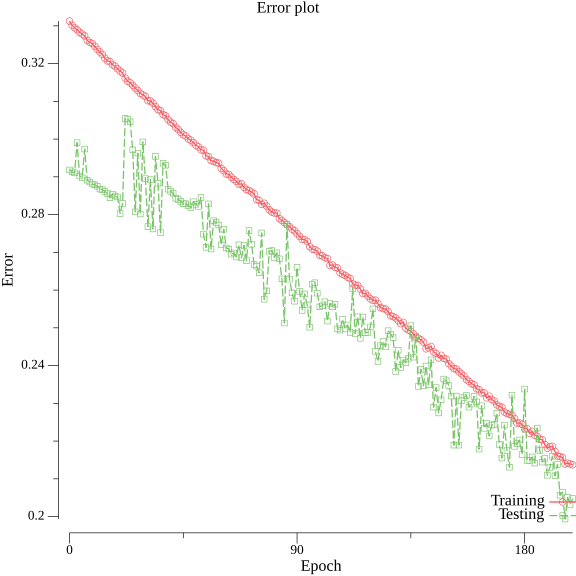 Error plot
0.32
0.28
0.24
0.2
Error
0
90
180
Epoch
Training
Testing